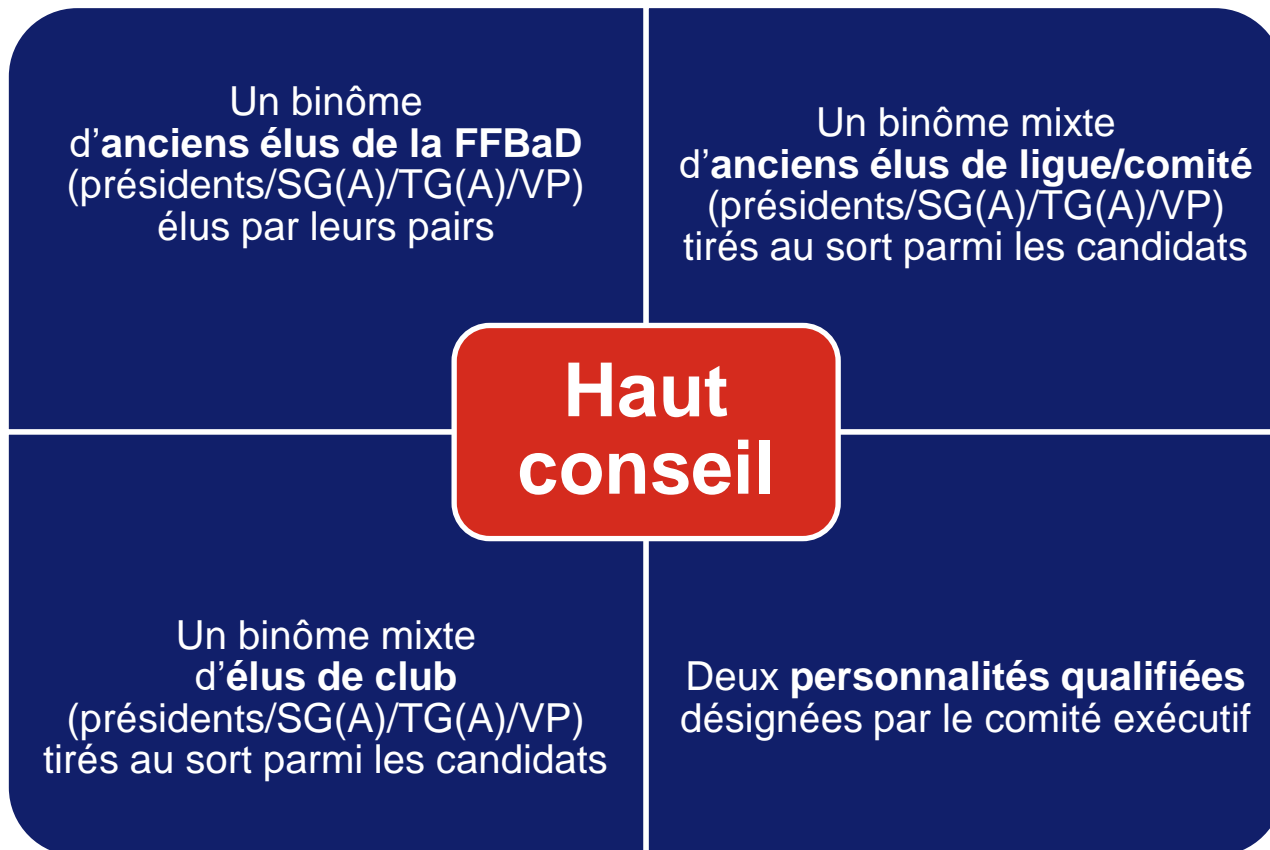 Un binôme
d'anciens élus de la FFBaD
(présidents/SG(A)/TG(A)/VP)
élus par leurs pairs
Un binôme mixte
d'anciens élus de ligue/comité
(présidents/SG(A)/TG(A)/VP)
tirés au sort parmi les candidats
Haut
conseil
Un binôme mixte
d'élus de club
(présidents/SG(A)/TG(A)/VP)
tirés au sort parmi les candidats
Deux personnalités qualifiées
désignées par le comité exécutif